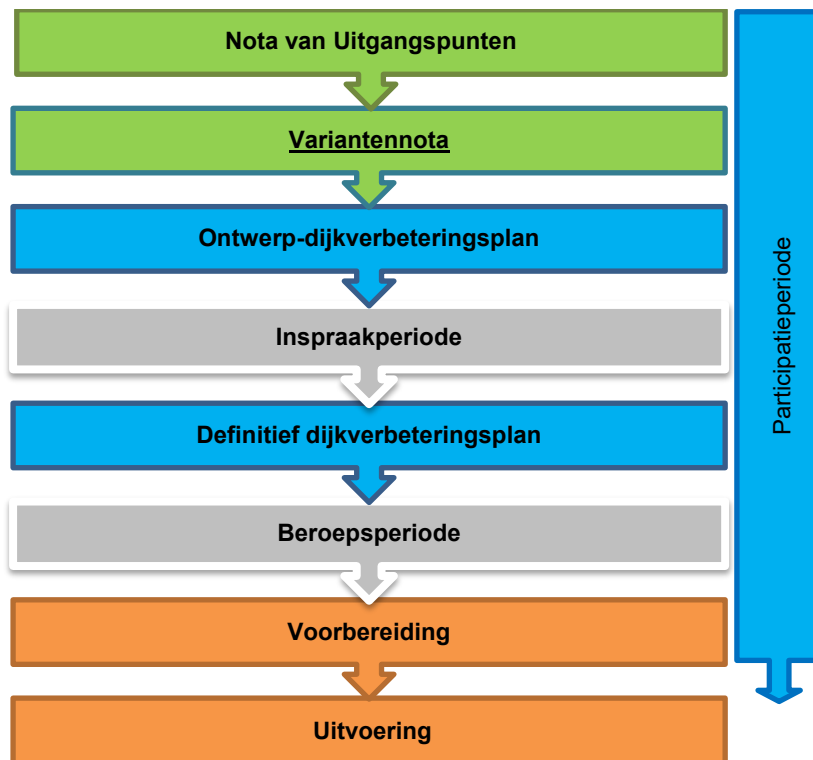 Nota van Uitgangspunten
Variantennota
Ontwerp-dijkverbeteringsplan
Inspraakperiode
Definitief dijkverbeteringsplan
Beroepsperiode
Voorbereiding
Uitvoering
Participatieperiode